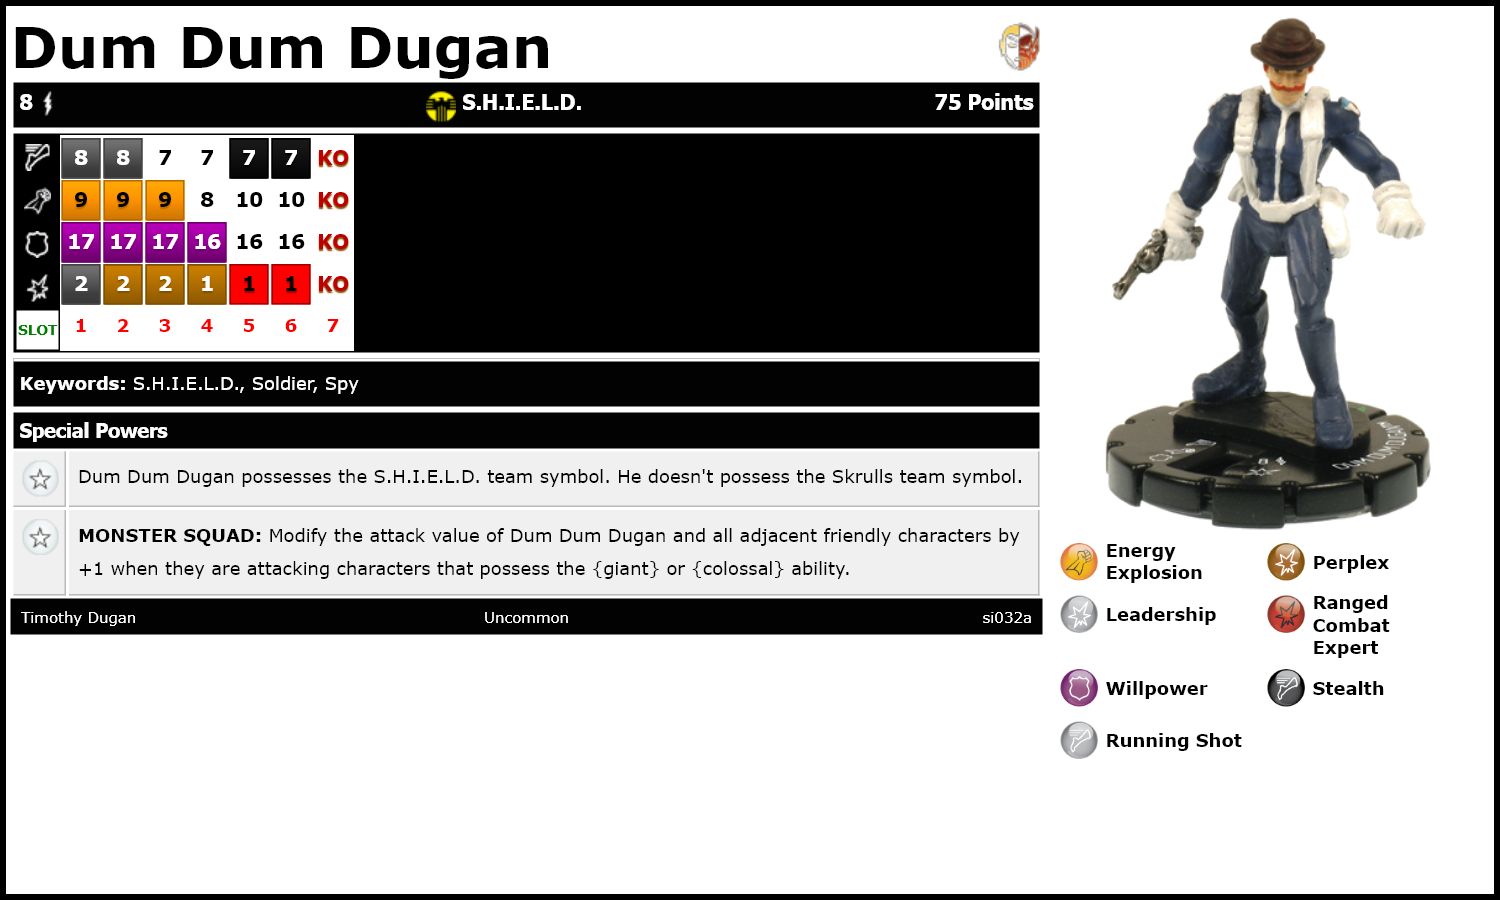 Dum Dum Dugan
8 S.H.I.E.L.D. 75 Points
8 8 7 7 7 7 KO
9 9 9 8 10 10 KO
17 17 17 16 16 16 KO
2 2 2 1 1 1 KO
SLOT 1 2 3 4 5 6 7
Keywords: S.H.I.E.L.D., Soldier, Spy
Special Powers
Dum Dum Dugan possesses the S.H.I.E.L.D. team symbol. He doesn't possess the Skrulls team symbol.
MONSTER SQUAD: Modify the attack value of Dum Dum Dugan and all adjacent friendly characters by
+1 when they are attacking characters that possess the {giant} or {colossal} ability.
Timothy Dugan Uncommon si032a
DUM DUM DUGAN
Energy
Explosion
Perplex
Leadership
Ranged
Combat
Expert
Willpower
Stealth
Running Shot